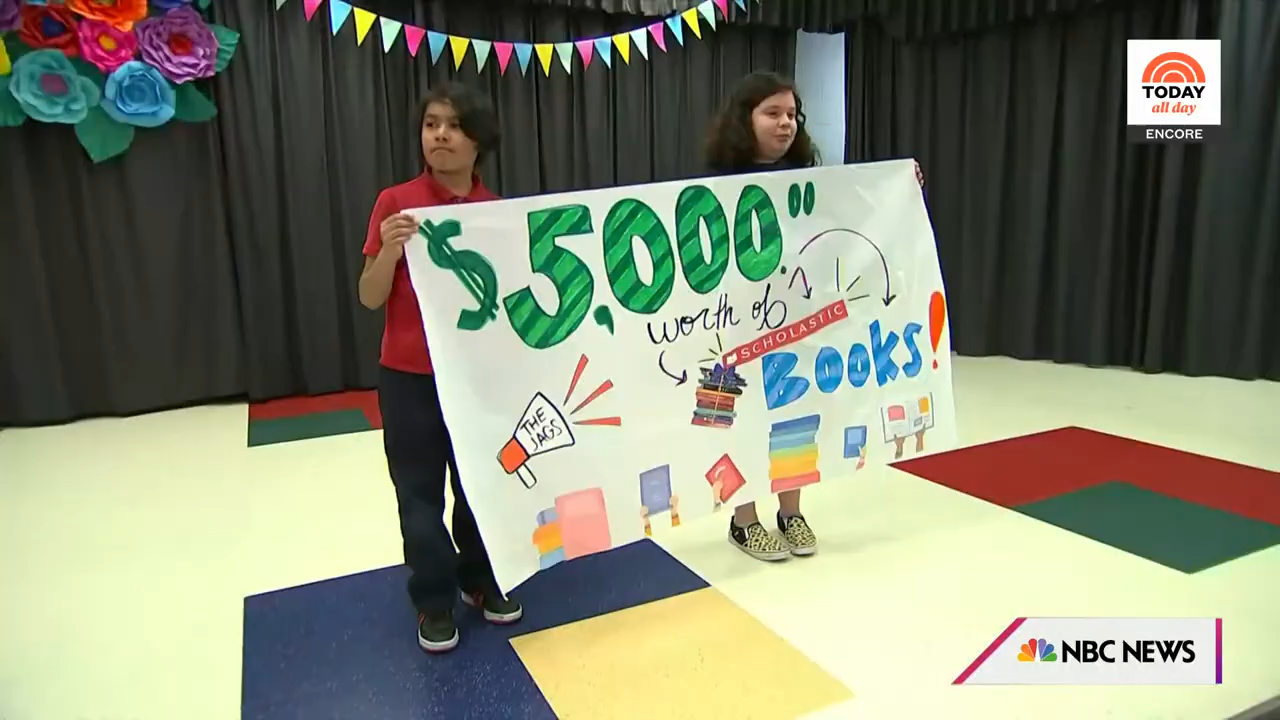 TODAY
all day
ENCORE
$5,000.00
worth of
SCHOLASTIC
BOOKS!
THE
JAGS
NBC NEWS